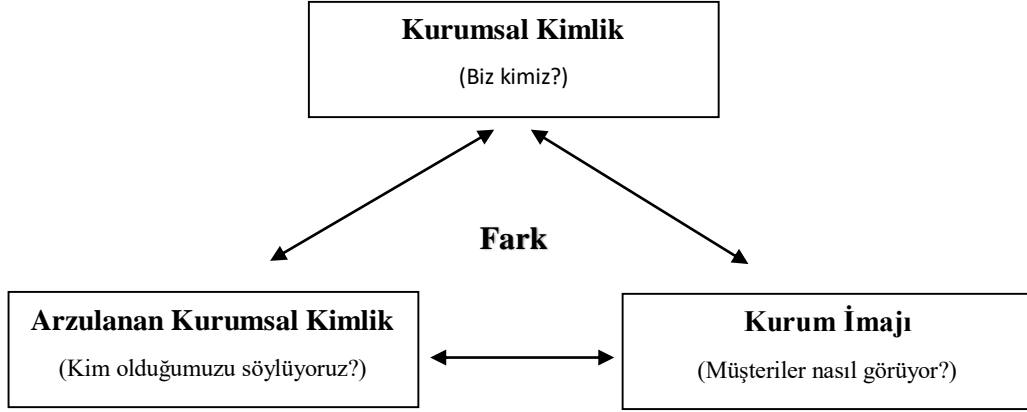 Kurumsal Kimlik
(Biz kimiz?)
Fark
Arzulanan Kurumsal Kimlik
(Kim olduğumuzu söylüyoruz?)
Kurum İmajı
(Müşteriler nasıl görüyor?)